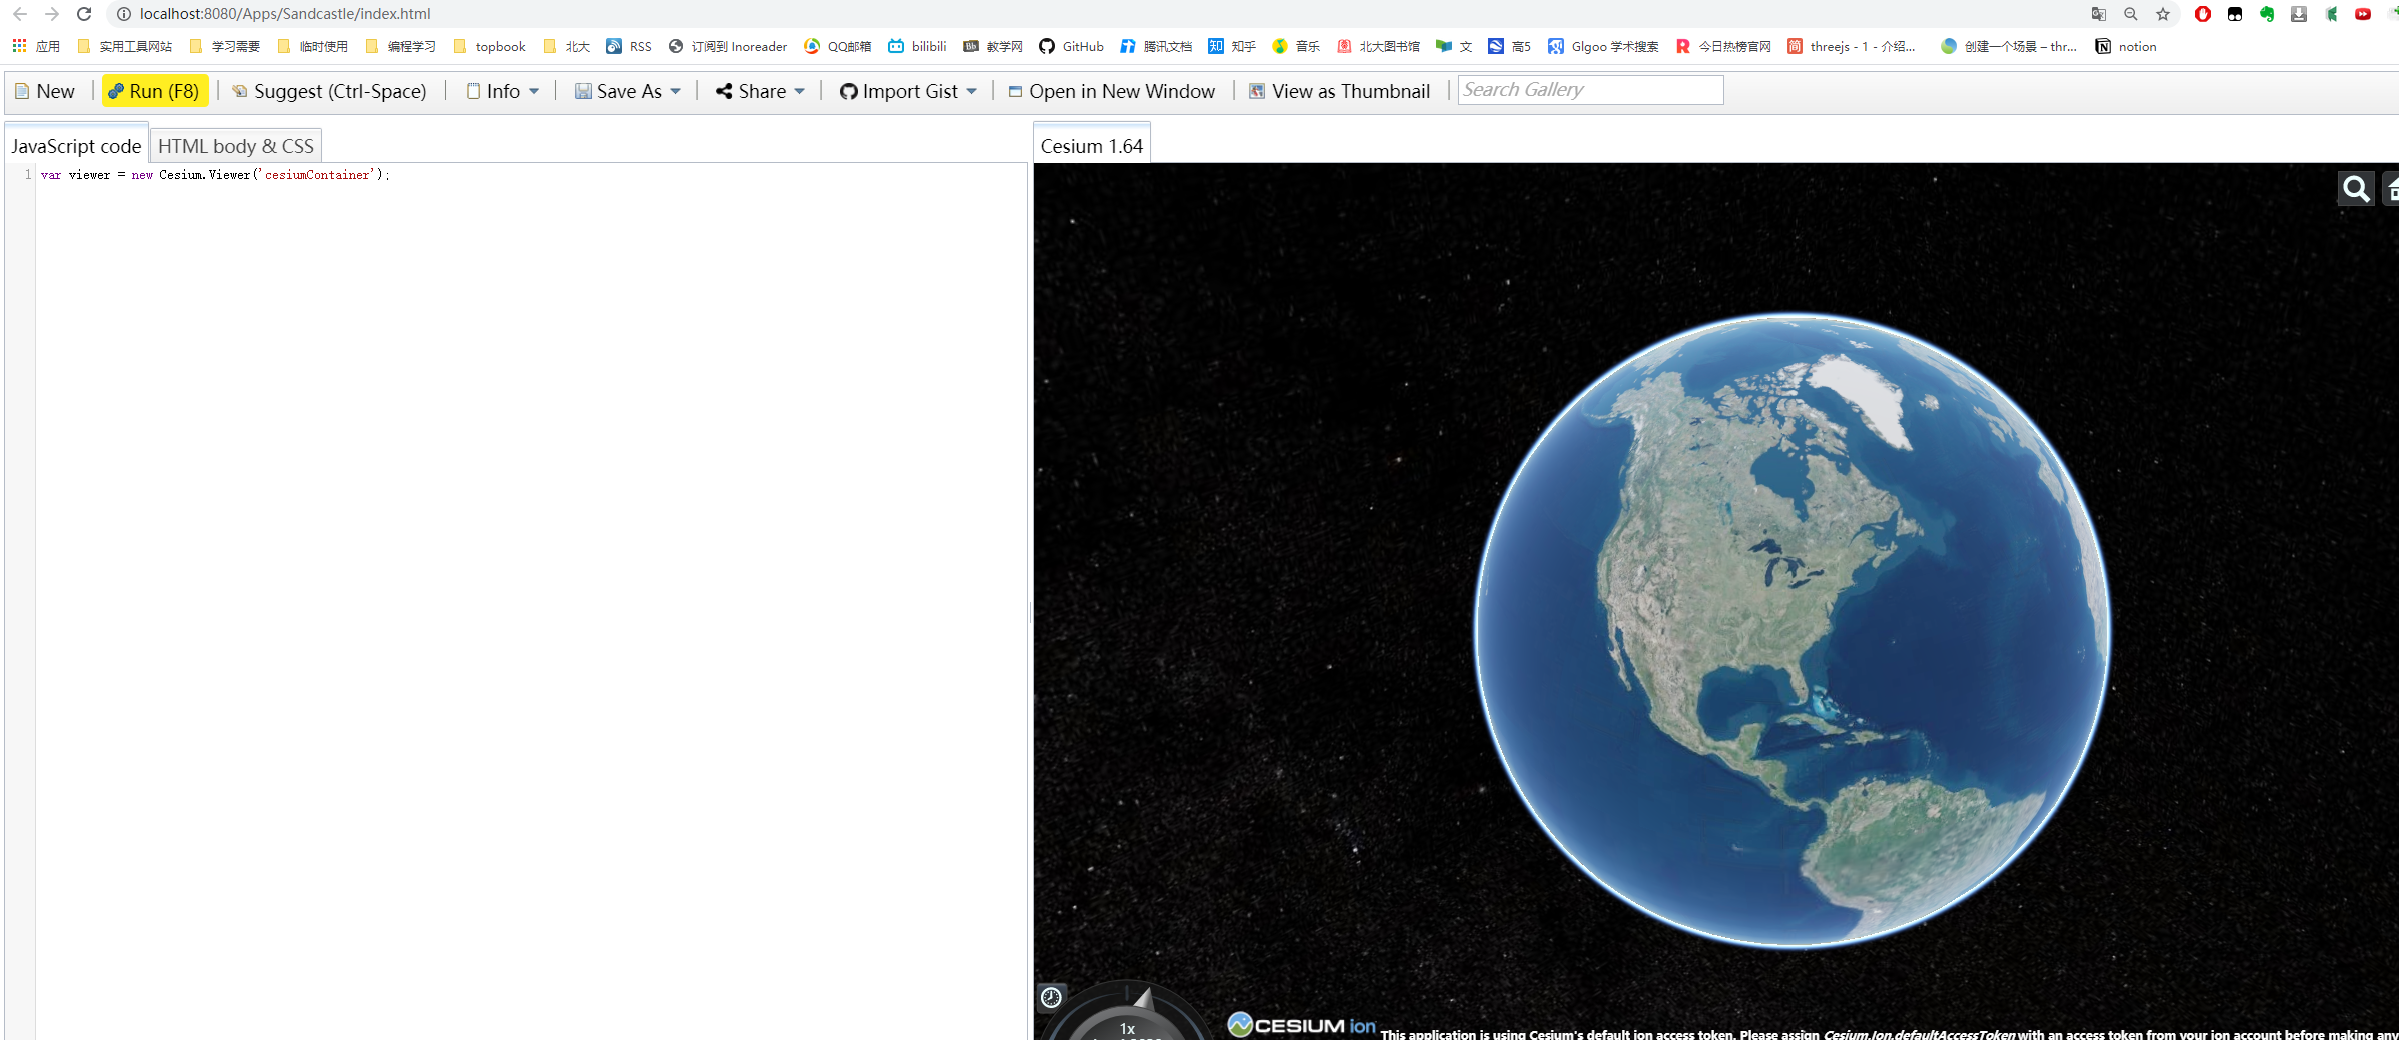 localhost:8080/Apps/Sandcastle/index.html
应用 实用工具网站 学习需要 临时使用 编程学习 topbook 北大 RSS 订阅到 Inoreader QQ邮箱 bilibili Bb 教学网 GitHub 腾讯文档 知 知乎 音乐 北大图书馆 文 高5 Glgoo 学术搜索 R 今日热榜官网 简 threejs - 1 - 介绍... 创建一个场景 – thr... N notion
New Run (F8) Suggest (Ctrl-Space) Info Save As Share Import Gist Open in New Window View as Thumbnail Search Gallery
JavaScript code HTML body & CSS Cesium 1.64
1 var viewer = new Cesium.Viewer('cesiumContainer');
1x
CESIUM ion This application is using Cesium's default ion access token. Please assign Cesium.Ion.defaultAccessToken with an access token from your ion account before making any